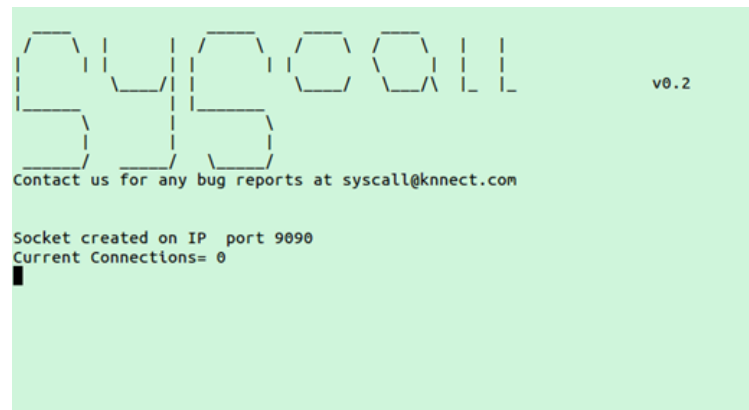 syscall
v0.2
Contact us for any bug reports at syscall@knnect.com
Socket created on IP  port 9090
Current Connections= 0